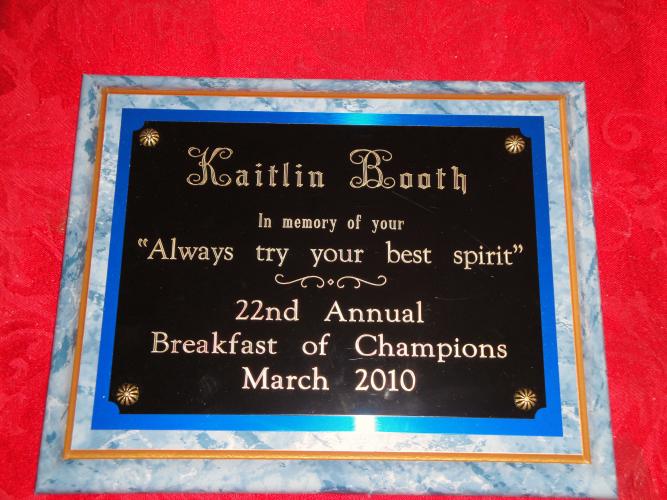 Kaitlin Booth
In memory of your
“Always try your best spirit”
22nd Annual
Breakfast of Champions
March 2010